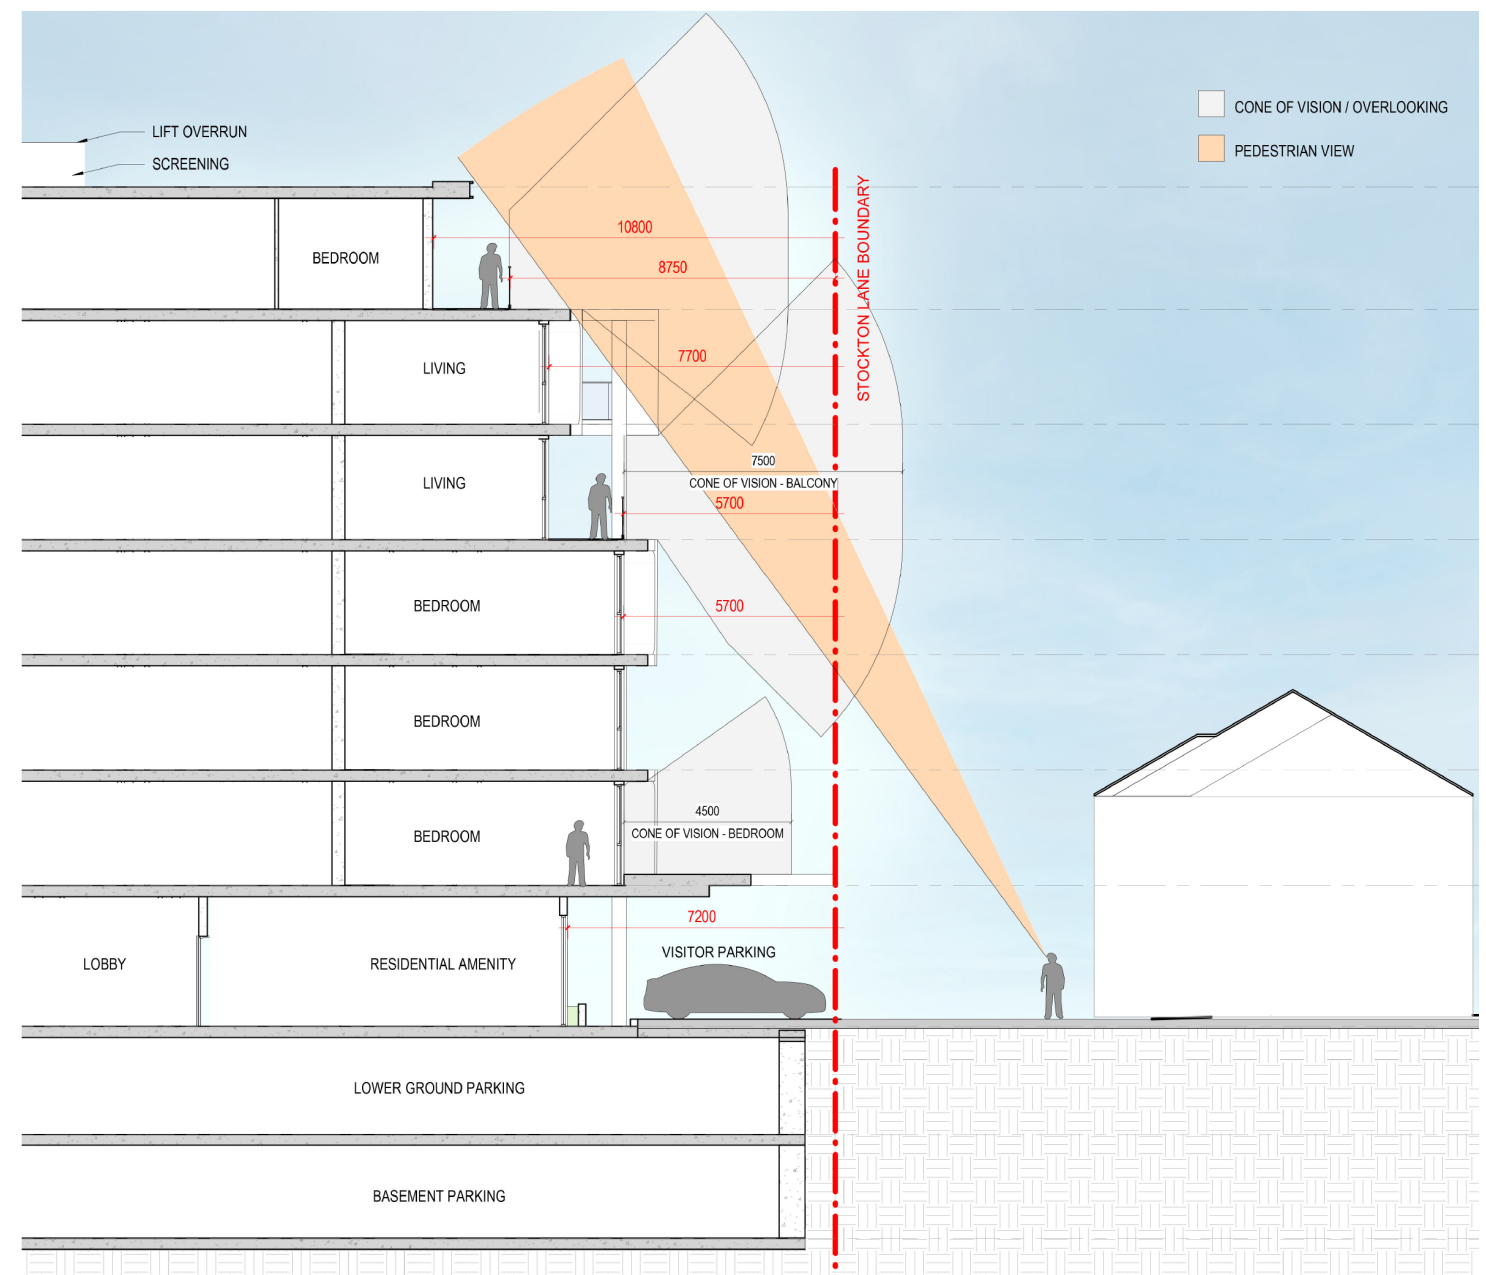 CONE OF VISION / OVERLOOKING
PEDESTRIAN VIEW
LIFT OVERRUN
SCREENING
STOCKTON LANE BOUNDARY
10800
BEDROOM
8750
7700
LIVING
7500
CONE OF VISION - BALCONY
LIVING
5700
BEDROOM
5700
BEDROOM
4500
CONE OF VISION - BEDROOM
BEDROOM
7200
VISITOR PARKING
LOBBY
RESIDENTIAL AMENITY
LOWER GROUND PARKING
BASEMENT PARKING